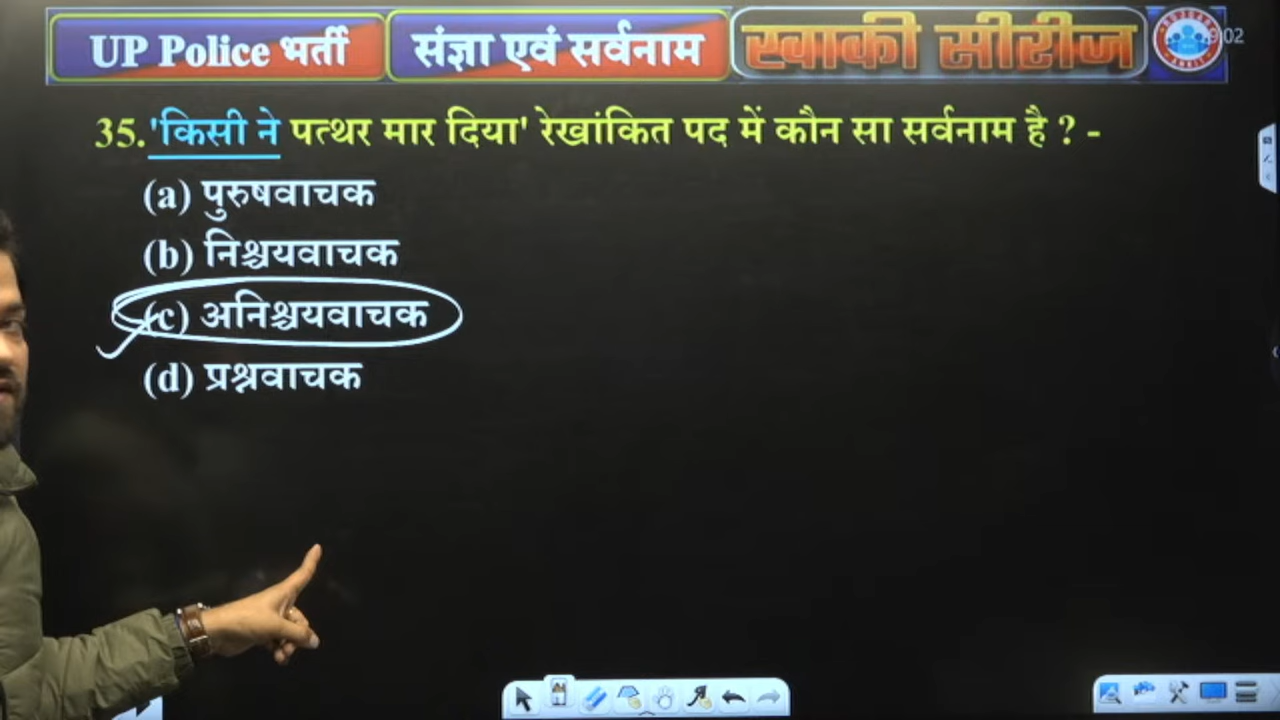 UP Police भर्ती
संज्ञा एवं सर्वनाम
खाकी सीरीज
35. 'किसी ने पत्थर मार दिया' रेखांकित पद में कौन सा सर्वनाम है ? -
(a) पुरुषवाचक
(b) निश्चयवाचक
(c) अनिश्चयवाचक
(d) प्रश्नवाचक